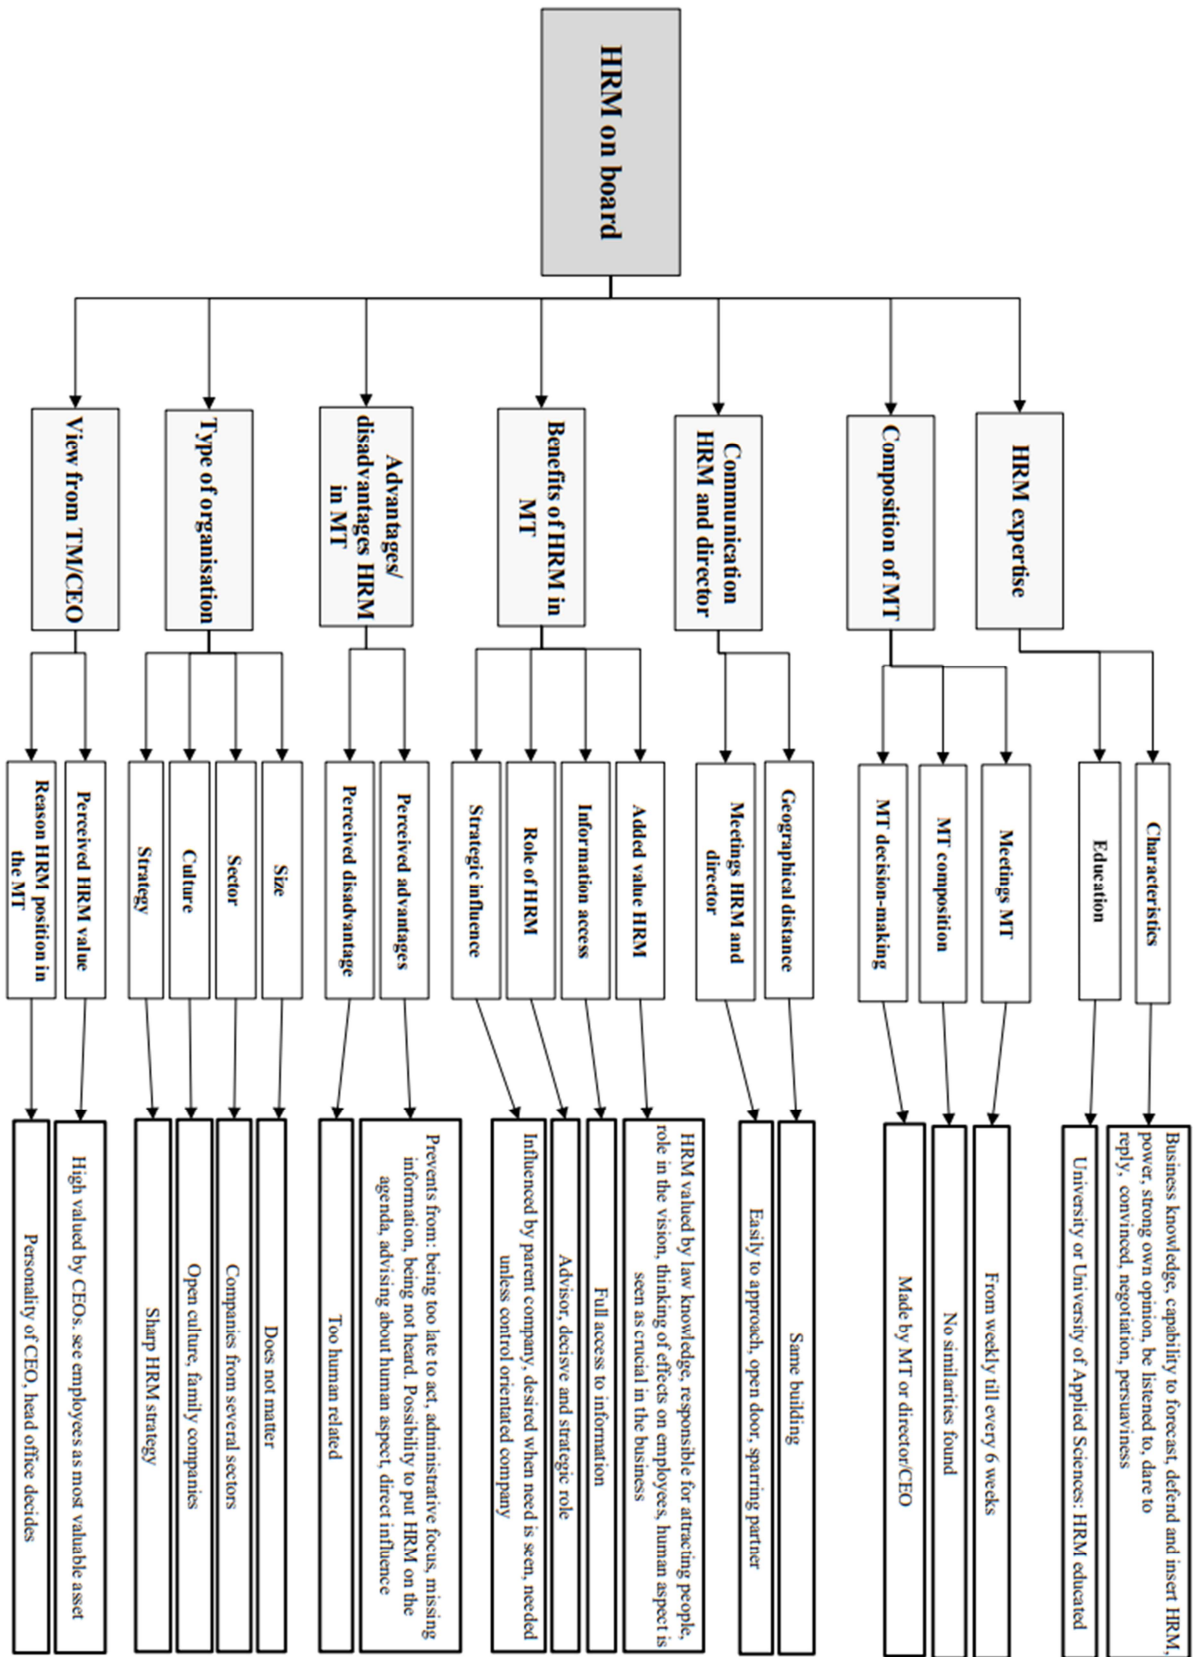 HRM on board
HRM expertise
Characteristics
Business knowledge, capability to forecast, defend and insert HRM,
power, strong own opinion, be listened to, dare to
reply, convinced, negotiation, persuaviness
Education
University or University of Applied Sciences: HRM educated
Composition of MT
Meetings MT
From weekly till every 6 weeks
MT composition
No similarities found
MT decision-making
Made by MT or director/CEO
Communication
HRM and director
Geographical distance
Same building
Meetings HRM and
director
Easily to approach, open door, sparring partner
Benefits of HRM in
MT
Added value HRM
HRM valued by law knowledge, responsible for attracting people,
role in the vision, thinking of effects on employees, human aspect is
seen as crucial in the business
Information access
Full access to information
Role of HRM
Advisor, decisve and strategic role
Strategic influence
Influenced by parent company, desired when need is seen, needed
unless control orientated company
Advantages/
disadvantages HRM
in MT
Perceived advantages
Prevents from: being too late to act, administrative focus, missing
information, being not heard. Possibility to put HRM on the
agenda, advising about human aspect, direct influence
Perceived disadvantage
Too human related
Type of organisation
Size
Does not matter
Sector
Companies from several sectors
Culture
Open culture, family companies
Strategy
Sharp HRM strategy
View from TM/CEO
Perceived HRM value
High valued by CEOs. see employees as most valuable asset
Reason HRM position in
the MT
Personality of CEO, head office decides